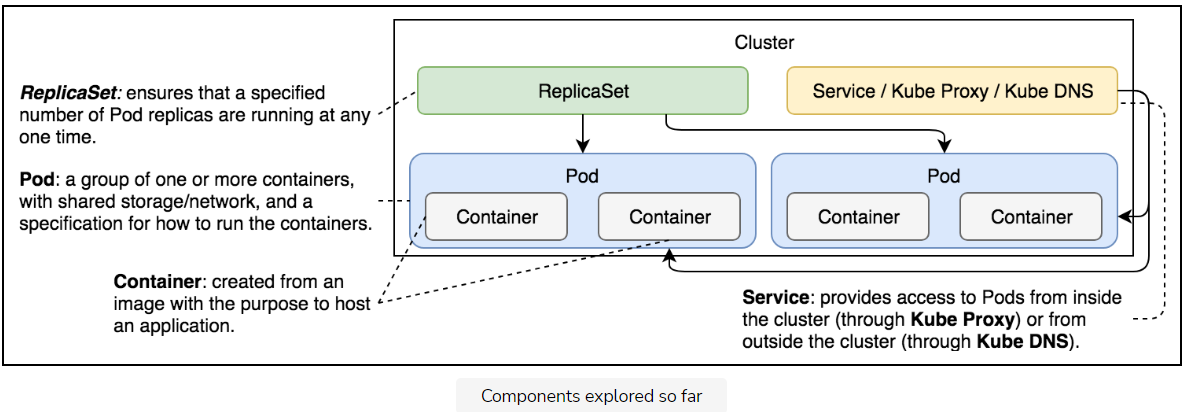 Cluster
ReplicaSet
Service / Kube Proxy / Kube DNS
ReplicaSet: ensures that a specified
number of Pod replicas are running at any
one time.
Pod
Pod
Pod: a group of one or more containers,
with shared storage/network, and a
specification for how to run the containers.
Container
Container
Container
Container
Container: created from an
image with the purpose to host
an application.
Service: provides access to Pods from inside
the cluster (through Kube Proxy) or from
outside the cluster (through Kube DNS).
Components explored so far